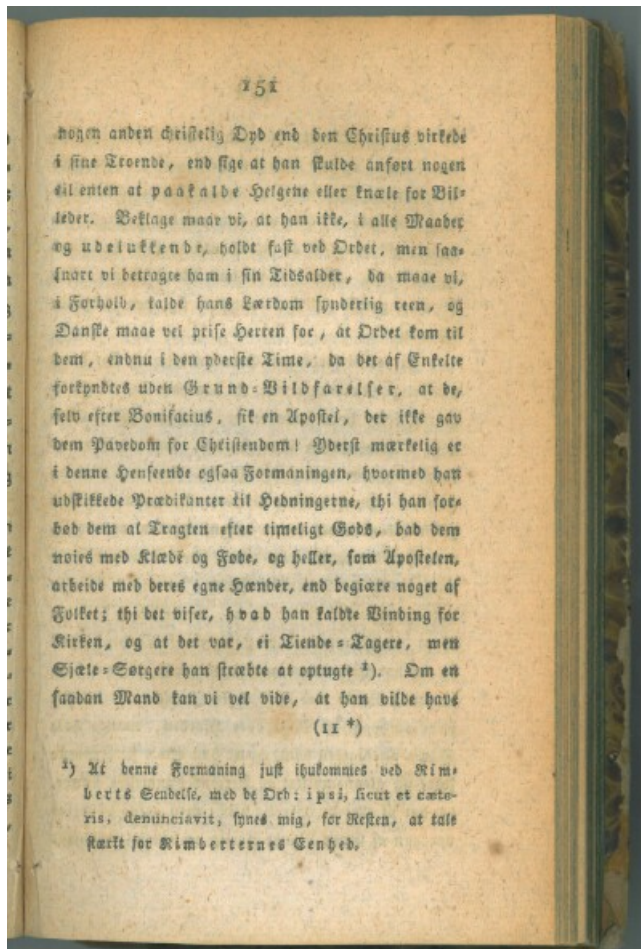 151
nogen anden christelig Dyd end den Christus virkede
i sine Troende, end sige at han skulde anført nogen
til enten at paakalde Helgene eller knæle for Bil⸗
leder. Beklage maae vi, at han ikke, i alle Maader
og udelukkende, holdt fast ved Ordet, men saa⸗
snart vi betragte ham i sin Tidsalder, da maae vi,
i Forhold, kalde hans Lærdom synderlig reen, og
Danske maae vel prise Herren for, at Ordet kom til
dem, endnu i den yderste Time, da det af Enkelte
forkyndtes uden Grund⸗Vildfarelser, at de,
selv efter Bonifacius, fik en Apostel, der ikke gav
dem Pavedom for Christendom! Yderst mærkelig er
i denne Henseende ogsaa Formaningen, hvormed han
udskikkede Prædikanter til Hedningerne, thi han for⸗
bød dem al Tragten efter timeligt Gods, bad dem
nøies med Klæde og Føde, og heller, som Apostelen,
arbeide med deres egne Hænder, end begiære noget af
Folket; thi det viser, hvad han kaldte Vinding for
Kirken, og at det var, ei Tiende⸗Tagere, men
Sjæle⸗Sørgere han stræbte at optugte ¹). Om en
saadan Mand kan vi vel vide, at han vilde have
(11 *)
¹) At denne Formaning just ihukommes ved Rim⸗
berts Sendelse, med de Ord: ipsi, sicut et cæte-
ris, denunciavit, synes mig, for Resten, at tale
stærkt for Rimberternes Eenhed.